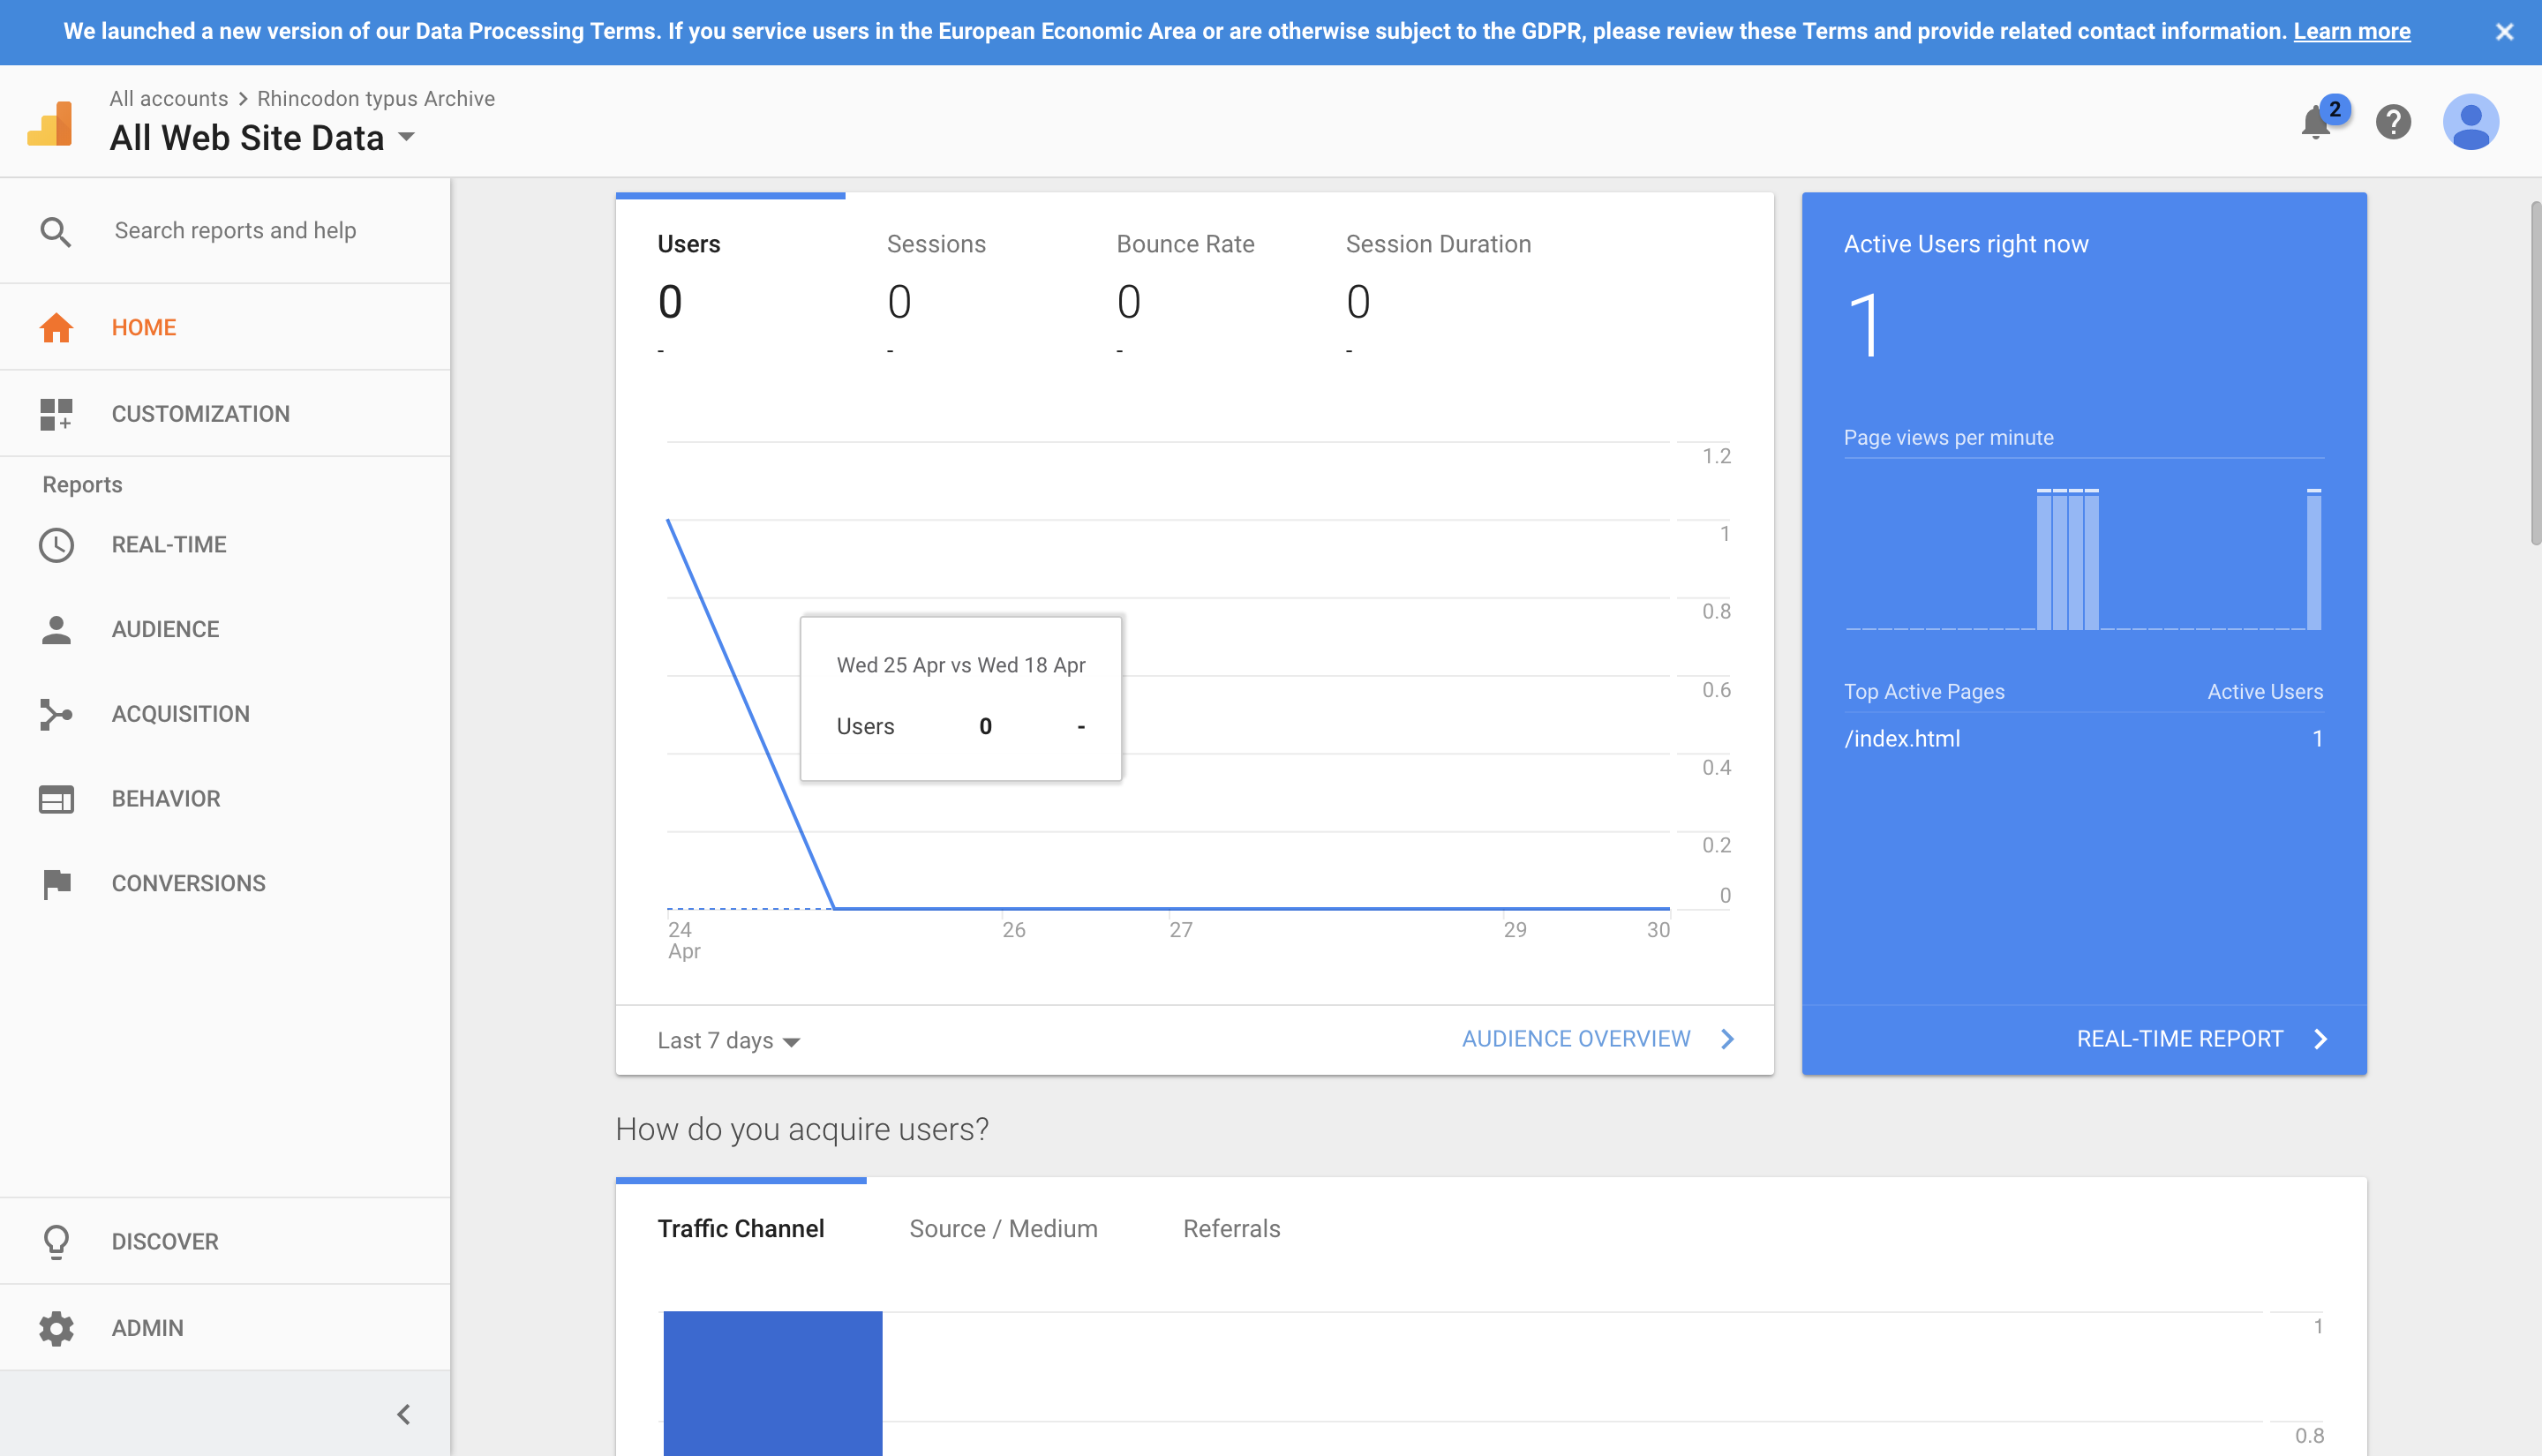 We launched a new version of our Data Processing Terms. If you service users in the European Economic Area or are otherwise subject to the GDPR, please review these Terms and provide related contact information. Learn more
All accounts > Rhincodon typus Archive
All Web Site Data
2
Search reports and help
HOME
CUSTOMIZATION
Reports
REAL-TIME
AUDIENCE
ACQUISITION
BEHAVIOR
CONVERSIONS
DISCOVER
ADMIN
Users Sessions Bounce Rate Session Duration
0 0 0 0
- - - -
1.2
1
0.8
0.6
0.4
0.2
0
Wed 25 Apr vs Wed 18 Apr
Users 0 -
24 26 27 29 30
Apr
Last 7 days
AUDIENCE OVERVIEW
Active Users right now
1
Page views per minute
Top Active Pages Active Users
/index.html 1
REAL-TIME REPORT
How do you acquire users?
Traffic Channel Source / Medium Referrals
1
0.8